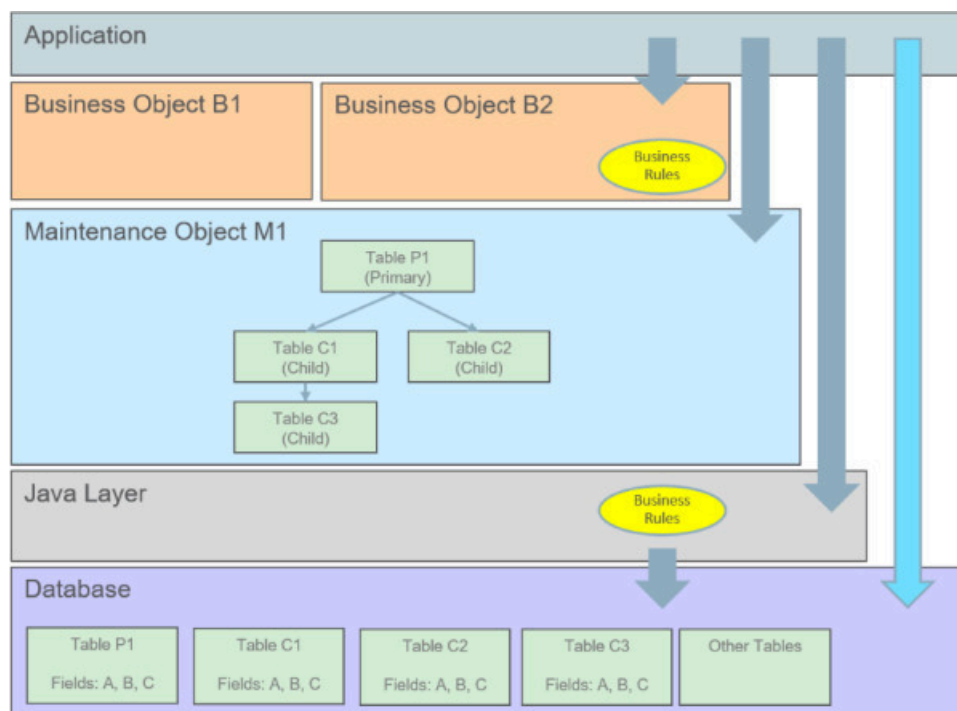 Application
Business Object B1
Business Object B2
Business
Rules
Maintenance Object M1
Table P1
(Primary)
Table C1
(Child)
Table C2
(Child)
Table C3
(Child)
Java Layer
Business
Rules
Database
Table P1
Fields: A, B, C
Table C1
Fields: A, B, C
Table C2
Fields: A, B, C
Table C3
Fields: A, B, C
Other Tables